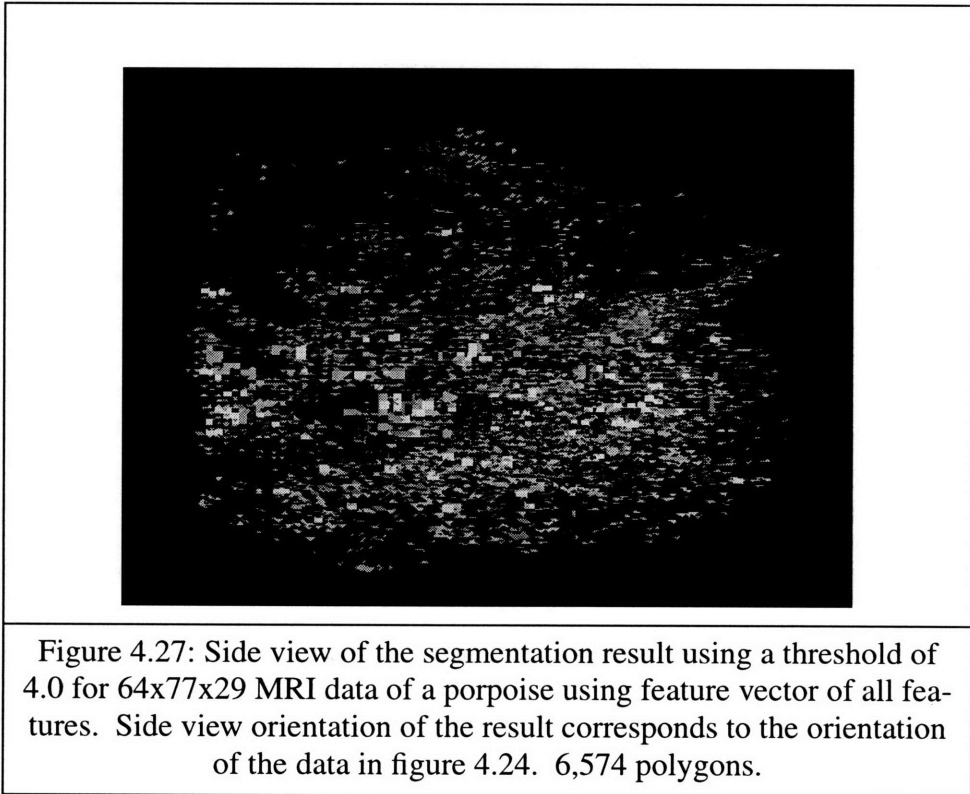 Figure 4.27: Side view of the segmentation result using a threshold of
4.0 for 64x77x29 MRI data of a porpoise using feature vector of all fea-
tures. Side view orientation of the result corresponds to the orientation
of the data in figure 4.24. 6,574 polygons.